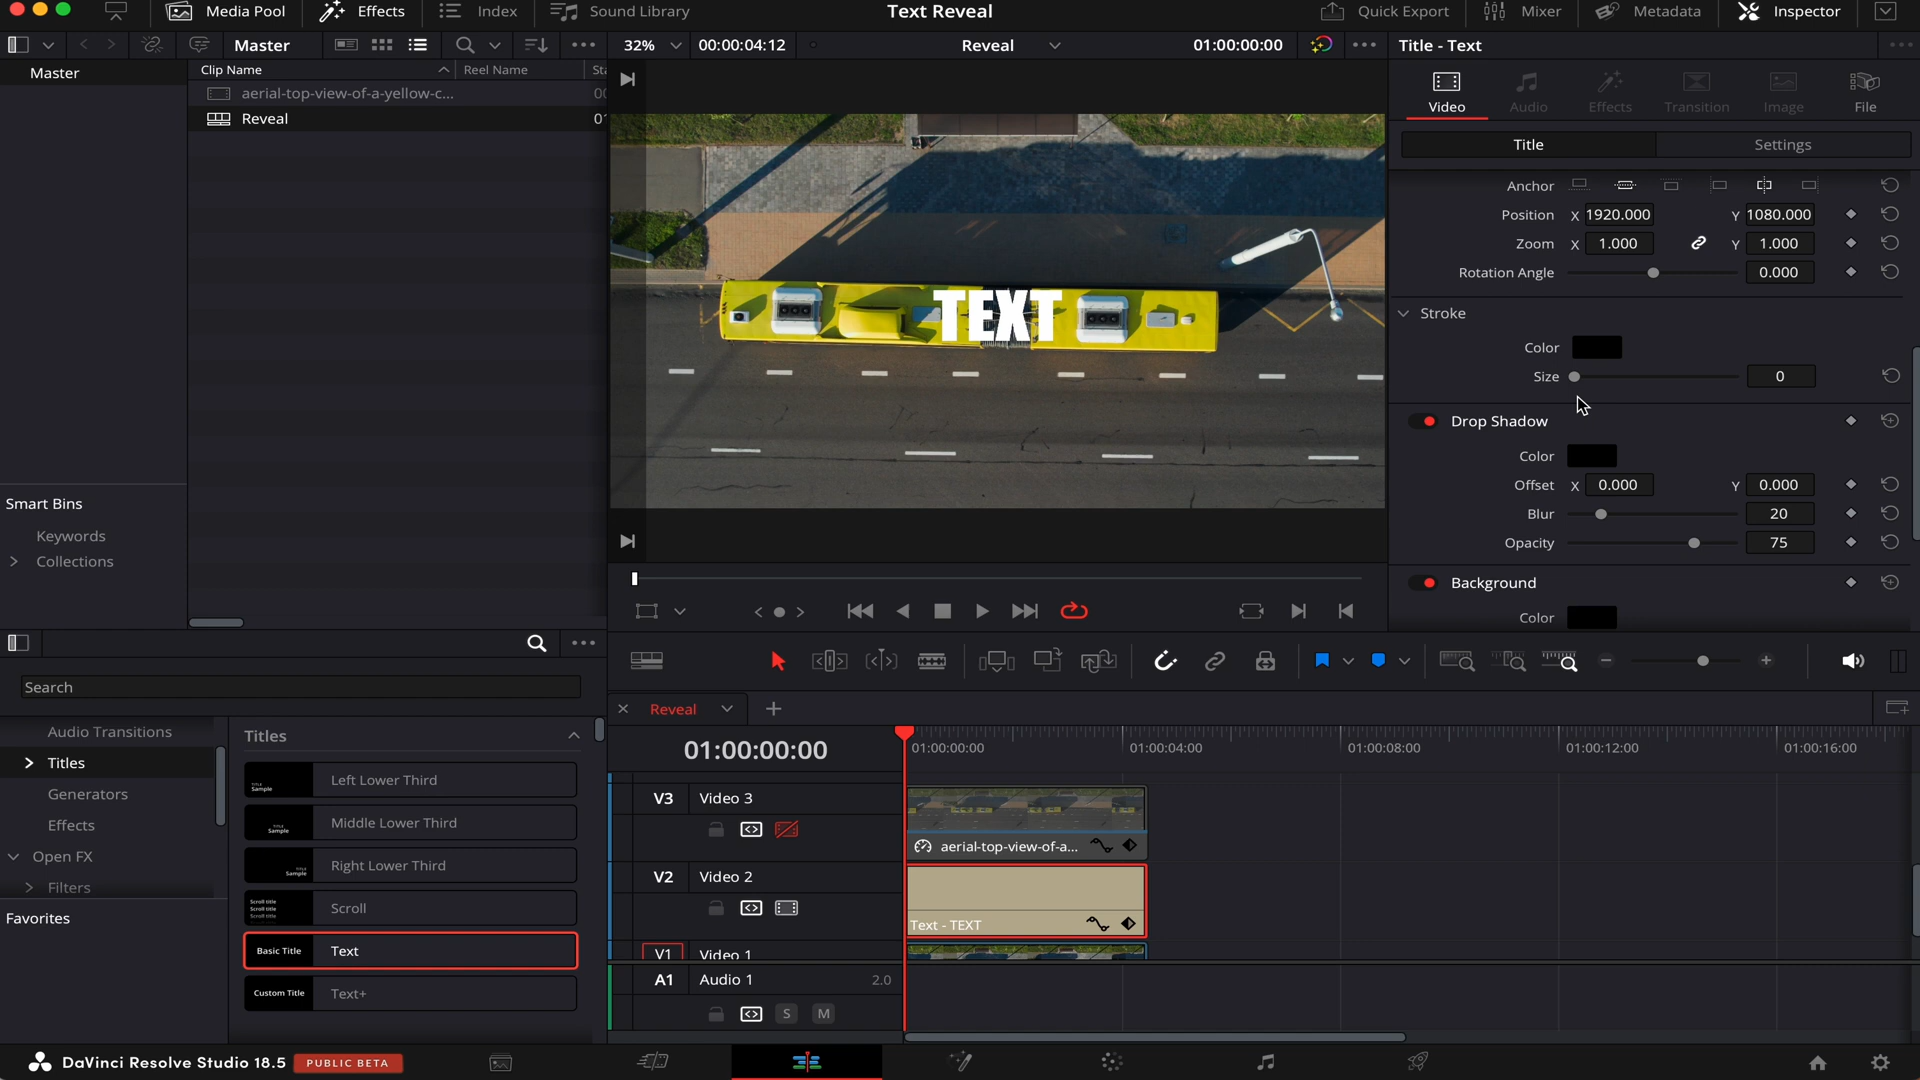 Media Pool
Effects
Index
Sound Library
Text Reveal
Quick Export
Mixer
Metadata
Inspector
Master
32%
00:00:04:12
Reveal
01:00:00:00
Title - Text
Master
Clip Name
Reel Name
aerial-top-view-of-a-yellow-c...
Reveal
Video
Audio
Effects
Transition
Image
File
Title
Settings
Anchor
Position X 1920.000 Y 1080.000
Zoom X 1.000 Y 1.000
Rotation Angle 0.000
Stroke
Color
Size 0
Drop Shadow
Color
Offset X 0.000 Y 0.000
Blur 20
Opacity 75
Background
Color
TEXT
Smart Bins
Keywords
Collections
Search
Audio Transitions
Titles
Generators
Effects
Open FX
Filters
Favorites
Titles
Left Lower Third
Middle Lower Third
Right Lower Third
Scroll
Basic Title
Text
Custom Title
Text+
Reveal
01:00:00:00
01:00:00:00
01:00:04:00
01:00:08:00
01:00:12:00
01:00:16:00
V3 Video 3
aerial-top-view-of-a...
V2 Video 2
Text - TEXT
V1 Video 1
A1 Audio 1 2.0
S M
DaVinci Resolve Studio 18.5
PUBLIC BETA